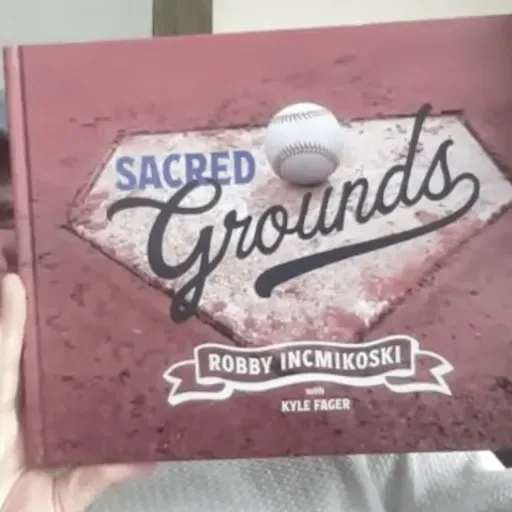 SACRED
Grounds
ROBBY INCMIKOSKI
with
KYLE FAGER